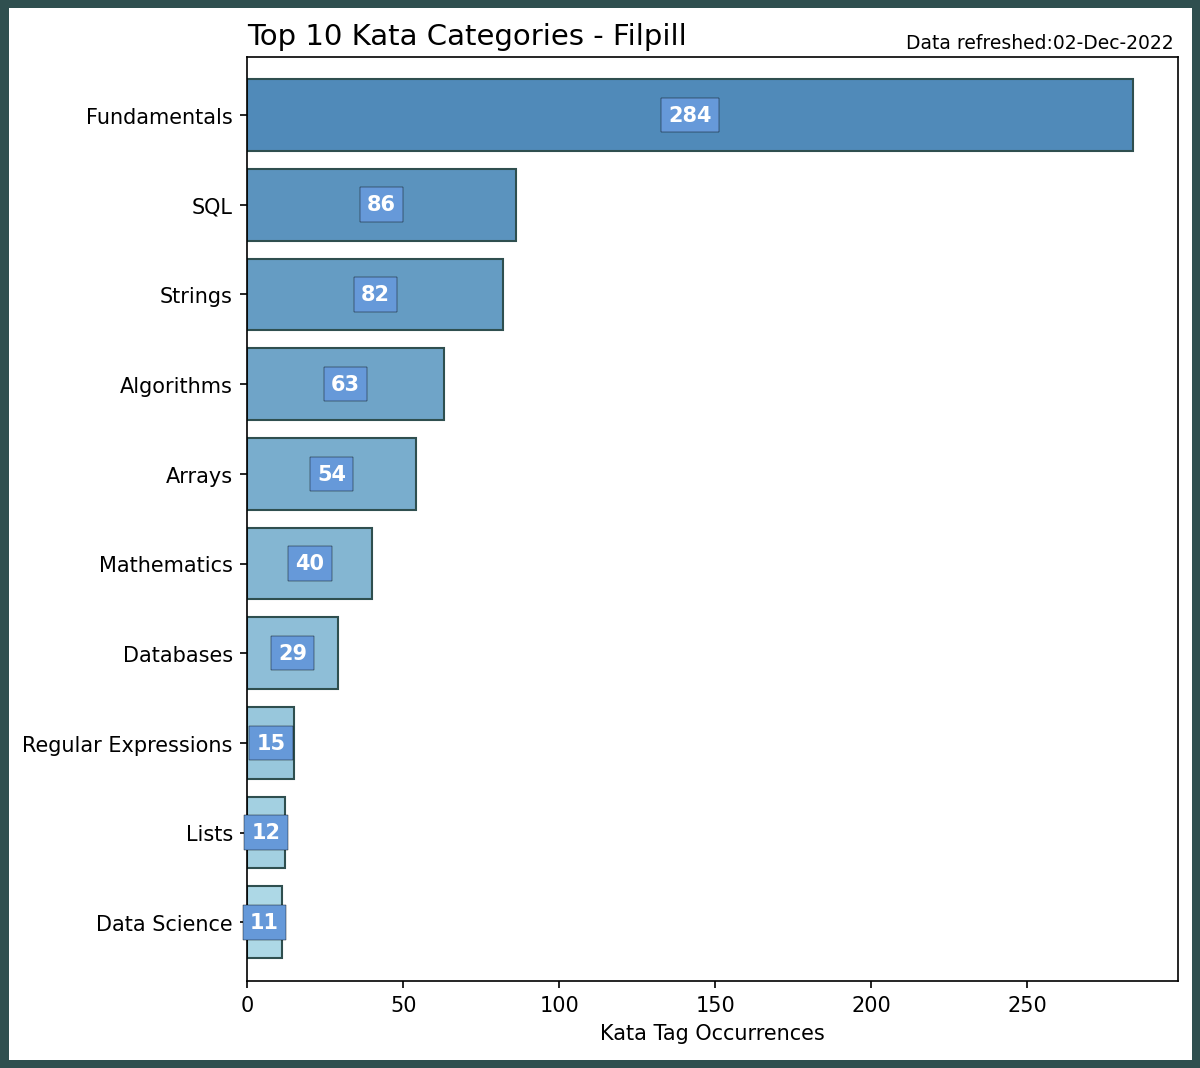 Top 10 Kata Categories - Filpill
Data refreshed:02-Dec-2022
Fundamentals 284
SQL 86
Strings 82
Algorithms 63
Arrays 54
Mathematics 40
Databases 29
Regular Expressions 15
Lists 12
Data Science 11
0 50 100 150 200 250
Kata Tag Occurrences